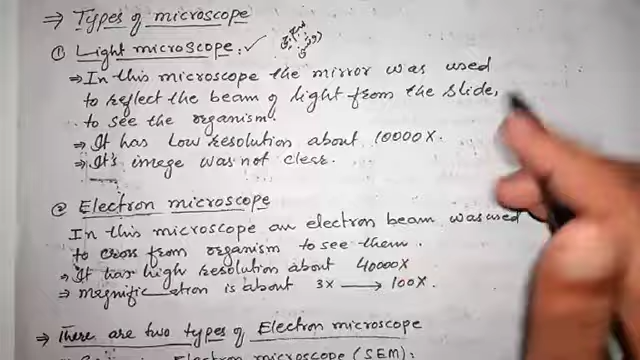 ⇒ Types of microscope
① Light microscope :- ✓
⇒ In this microscope the mirror was used
to reflect the beam of light from the slide,
to see the organism.
⇒ It has Low resolution about 10000X.
⇒ It's image was not clear.
② Electron microscope
In this microscope an electron beam was used
to cross from organism to see them.
⇒ It has high resolution about 40000X
⇒ magnification is about 3X → 100X.
⇒ There are two types of Electron microscope
Electron microscope (SEM):